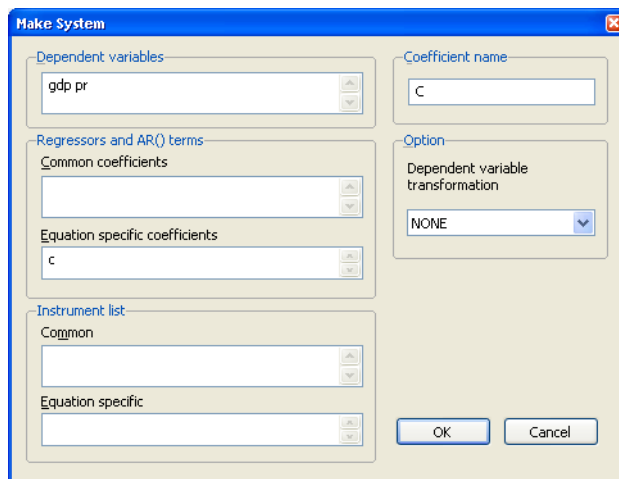 Make System
Dependent variables
gdp pr
Regressors and AR() terms
Common coefficients
Equation specific coefficients
c
Instrument list
Common
Equation specific
Coefficient name
C
Option
Dependent variable
transformation
NONE
OK
Cancel